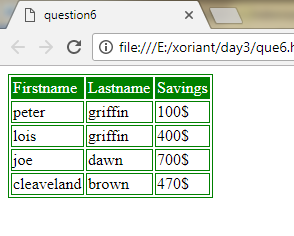 question6
file:///E:/xoriant/day3/que6.h
Firstname Lastname Savings
peter griffin 100$
lois griffin 400$
joe dawn 700$
cleaveland brown 470$